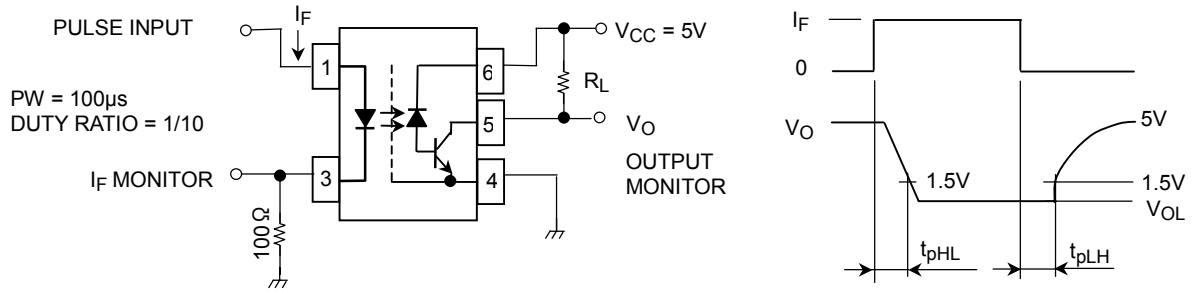 PULSE INPUT
I_F
V_CC = 5V
1
6
R_L
PW = 100μs
DUTY RATIO = 1/10
5
V_O
OUTPUT
MONITOR
I_F MONITOR
3
4
100Ω
I_F
0
V_O
5V
1.5V
1.5V
V_OL
t_pHL
t_pLH